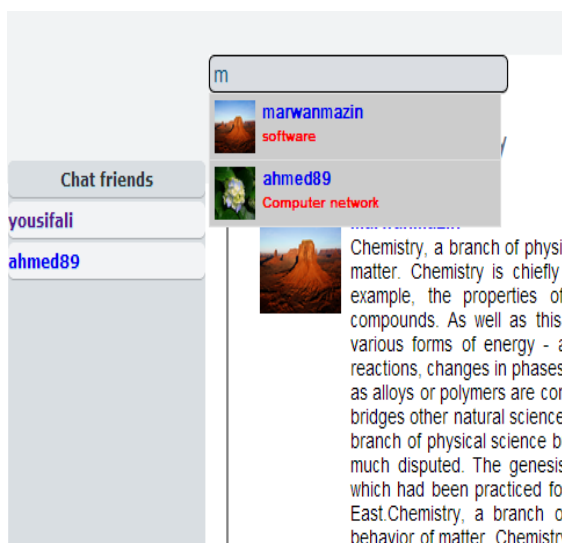 m
marwanmazin
software
ahmed89
Computer network
Chat friends
yousifali
ahmed89
Chemistry, a branch of physi
matter. Chemistry is chiefly
example, the properties of
compounds. As well as this
various forms of energy - a
reactions, changes in phases
as alloys or polymers are con
bridges other natural science
branch of physical science b
much disputed. The genesis
which had been practiced fo
East.Chemistry, a branch o
behavior of matter. Chemistry